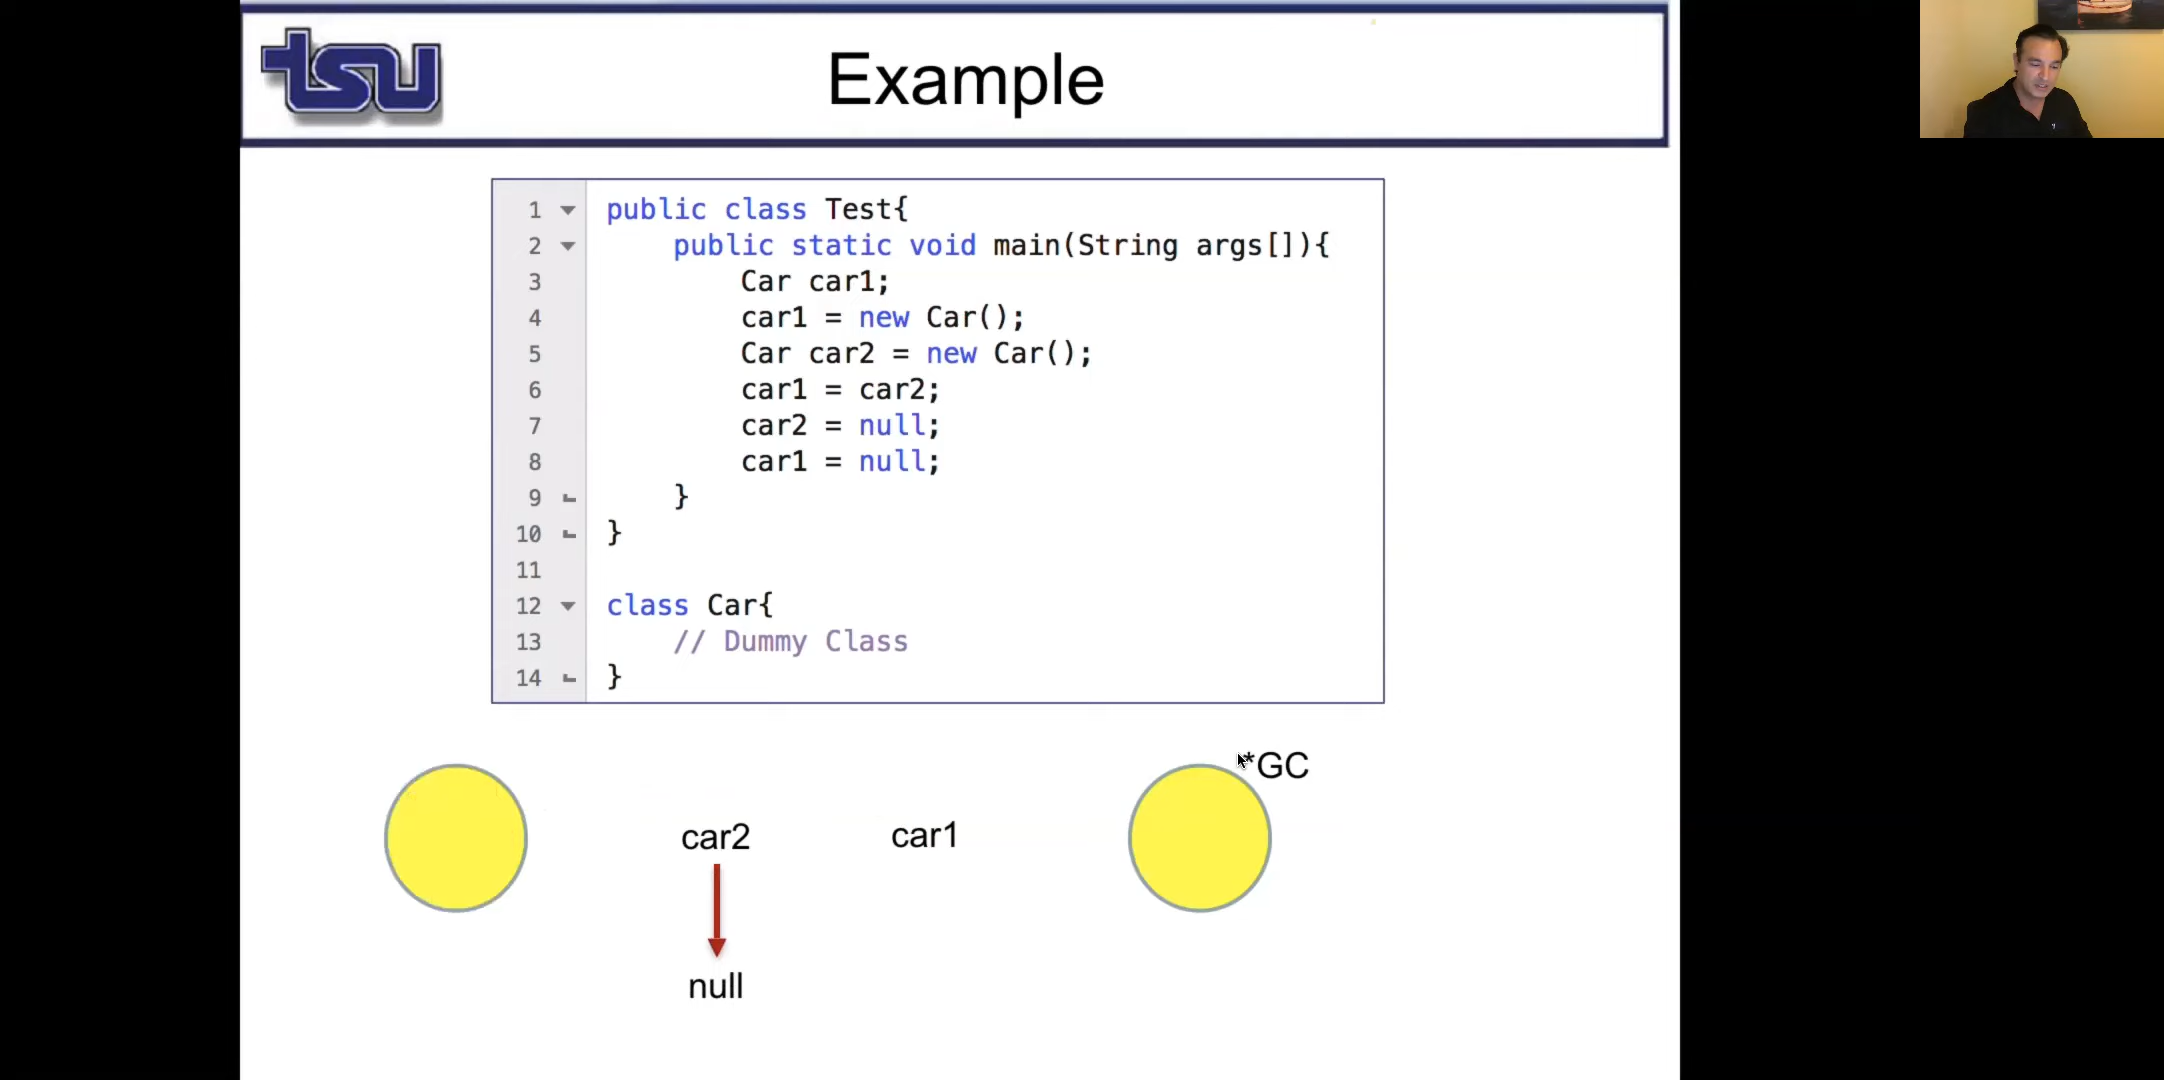 tsu
Example
1 public class Test{
2     public static void main(String args[]){
3         Car car1;
4         car1 = new Car();
5         Car car2 = new Car();
6         car1 = car2;
7         car2 = null;
8         car1 = null;
9     }
10 }
11
12 class Car{
13     // Dummy Class
14 }
*GC
car2 car1
null